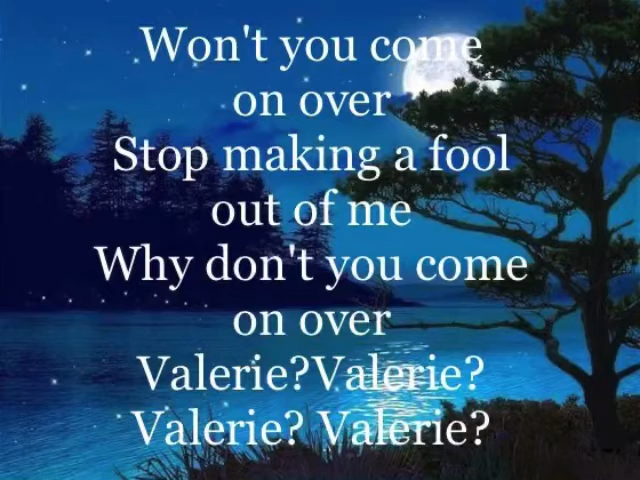 Won't you come
on over
Stop making a fool
out of me
Why don't you come
on over
Valerie?Valerie?
Valerie? Valerie?